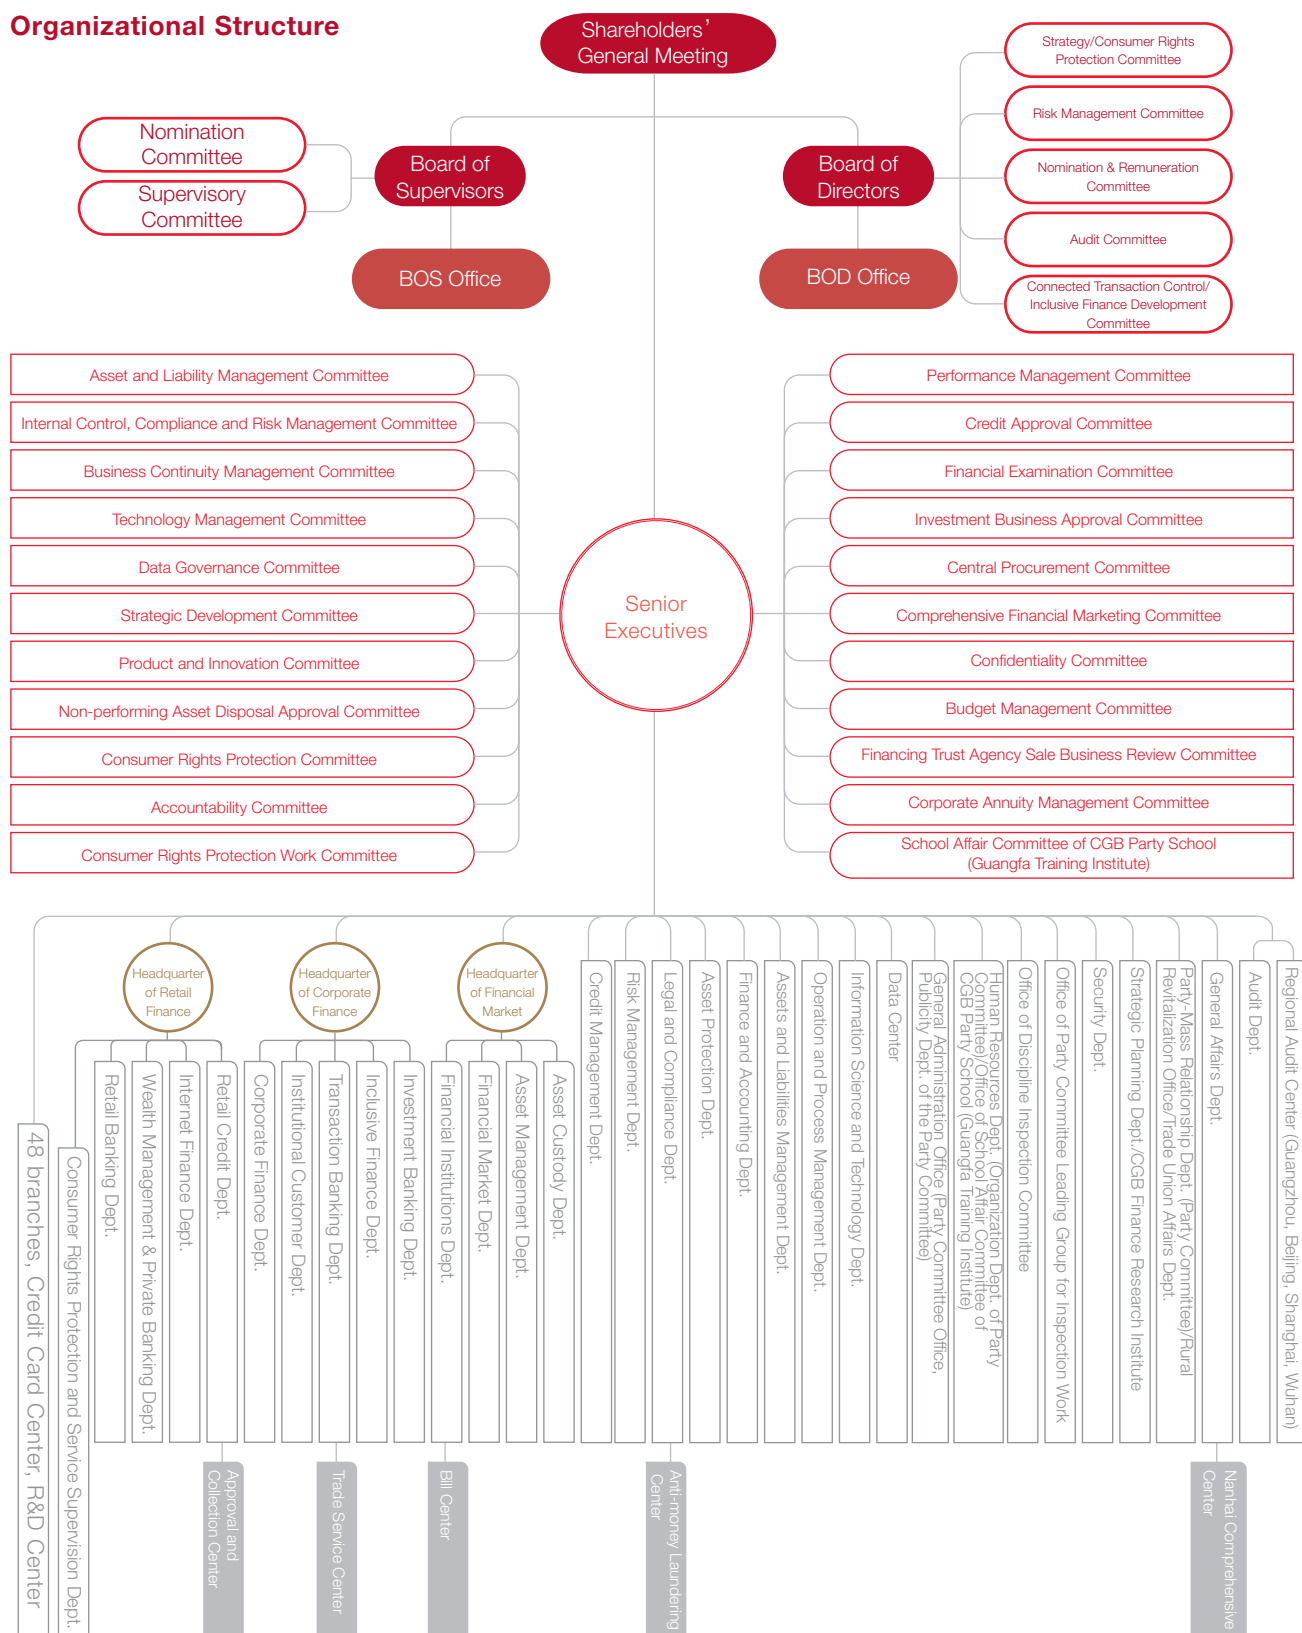 Organizational Structure
Shareholders’
General Meeting
Strategy/Consumer Rights
Protection Committee
Risk Management Committee
Nomination & Remuneration
Committee
Audit Committee
Connected Transaction Control/
Inclusive Finance Development
Committee
Nomination
Committee
Supervisory
Committee
Board of
Supervisors
Board of
Directors
BOS Office
BOD Office
Asset and Liability Management Committee
Internal Control, Compliance and Risk Management Committee
Business Continuity Management Committee
Technology Management Committee
Data Governance Committee
Strategic Development Committee
Product and Innovation Committee
Non-performing Asset Disposal Approval Committee
Consumer Rights Protection Committee
Accountability Committee
Consumer Rights Protection Work Committee
Senior
Executives
Performance Management Committee
Credit Approval Committee
Financial Examination Committee
Investment Business Approval Committee
Central Procurement Committee
Comprehensive Financial Marketing Committee
Confidentiality Committee
Budget Management Committee
Financing Trust Agency Sale Business Review Committee
Corporate Annuity Management Committee
School Affair Committee of CGB Party School
(Guangfa Training Institute)
Headquarter
of Retail
Finance
Headquarter
of Corporate
Finance
Headquarter
of Financial
Market
48 branches, Credit Card Center, R&D Center
Consumer Rights Protection and Service Supervision Dept.
Retail Banking Dept.
Wealth Management & Private Banking Dept.
Internet Finance Dept.
Retail Credit Dept.
Corporate Finance Dept.
Institutional Customer Dept.
Transaction Banking Dept.
Inclusive Finance Dept.
Investment Banking Dept.
Financial Institutions Dept.
Financial Market Dept.
Asset Management Dept.
Asset Custody Dept.
Credit Management Dept.
Risk Management Dept.
Legal and Compliance Dept.
Asset Protection Dept.
Finance and Accounting Dept.
Assets and Liabilities Management Dept.
Operation and Process Management Dept.
Information Science and Technology Dept.
Data Center
General Administration Office (Party Committee Office,
Publicity Dept. of the Party Committee)
Human Resources Dept. (Organization Dept. of Party
Committee)/Office of School Affair Committee of
CGB Party School (Guangfa Training Institute)
Office of Discipline Inspection Committee
Office of Party Committee Leading Group for Inspection Work
Security Dept.
Strategic Planning Dept./CGB Finance Research Institute
Party-Mass Relationship Dept. (Party Committee)/Rural
Revitalization Office/Trade Union Affairs Dept.
General Affairs Dept.
Audit Dept.
Regional Audit Center (Guangzhou, Beijing, Shanghai, Wuhan)
Approval and
Collection Center
Trade Service Center
Bill Center
Anti-money Laundering
Center
Nanhai Comprehensive
Center